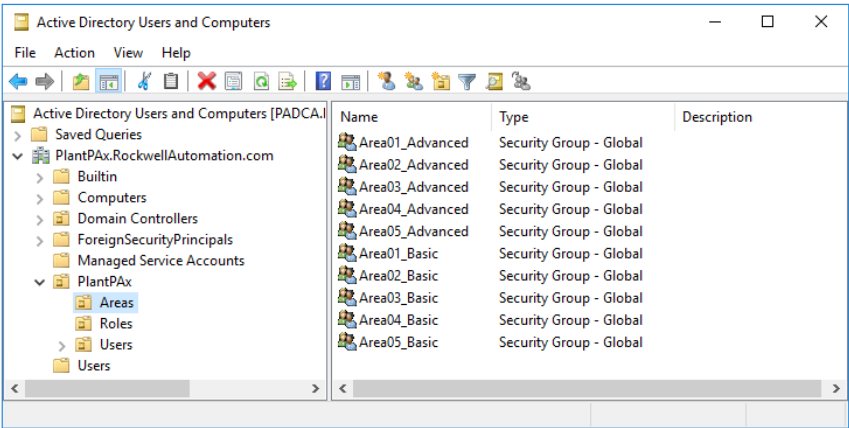 Active Directory Users and Computers
File Action View Help
Active Directory Users and Computers [PADCA.
Saved Queries
PlantPAx.RockwellAutomation.com
Builtin
Computers
Domain Controllers
ForeignSecurityPrincipals
Managed Service Accounts
PlantPAx
Areas
Roles
Users
Users
Name Type Description
Area01_Advanced Security Group - Global
Area02_Advanced Security Group - Global
Area03_Advanced Security Group - Global
Area04_Advanced Security Group - Global
Area05_Advanced Security Group - Global
Area01_Basic Security Group - Global
Area02_Basic Security Group - Global
Area03_Basic Security Group - Global
Area04_Basic Security Group - Global
Area05_Basic Security Group - Global